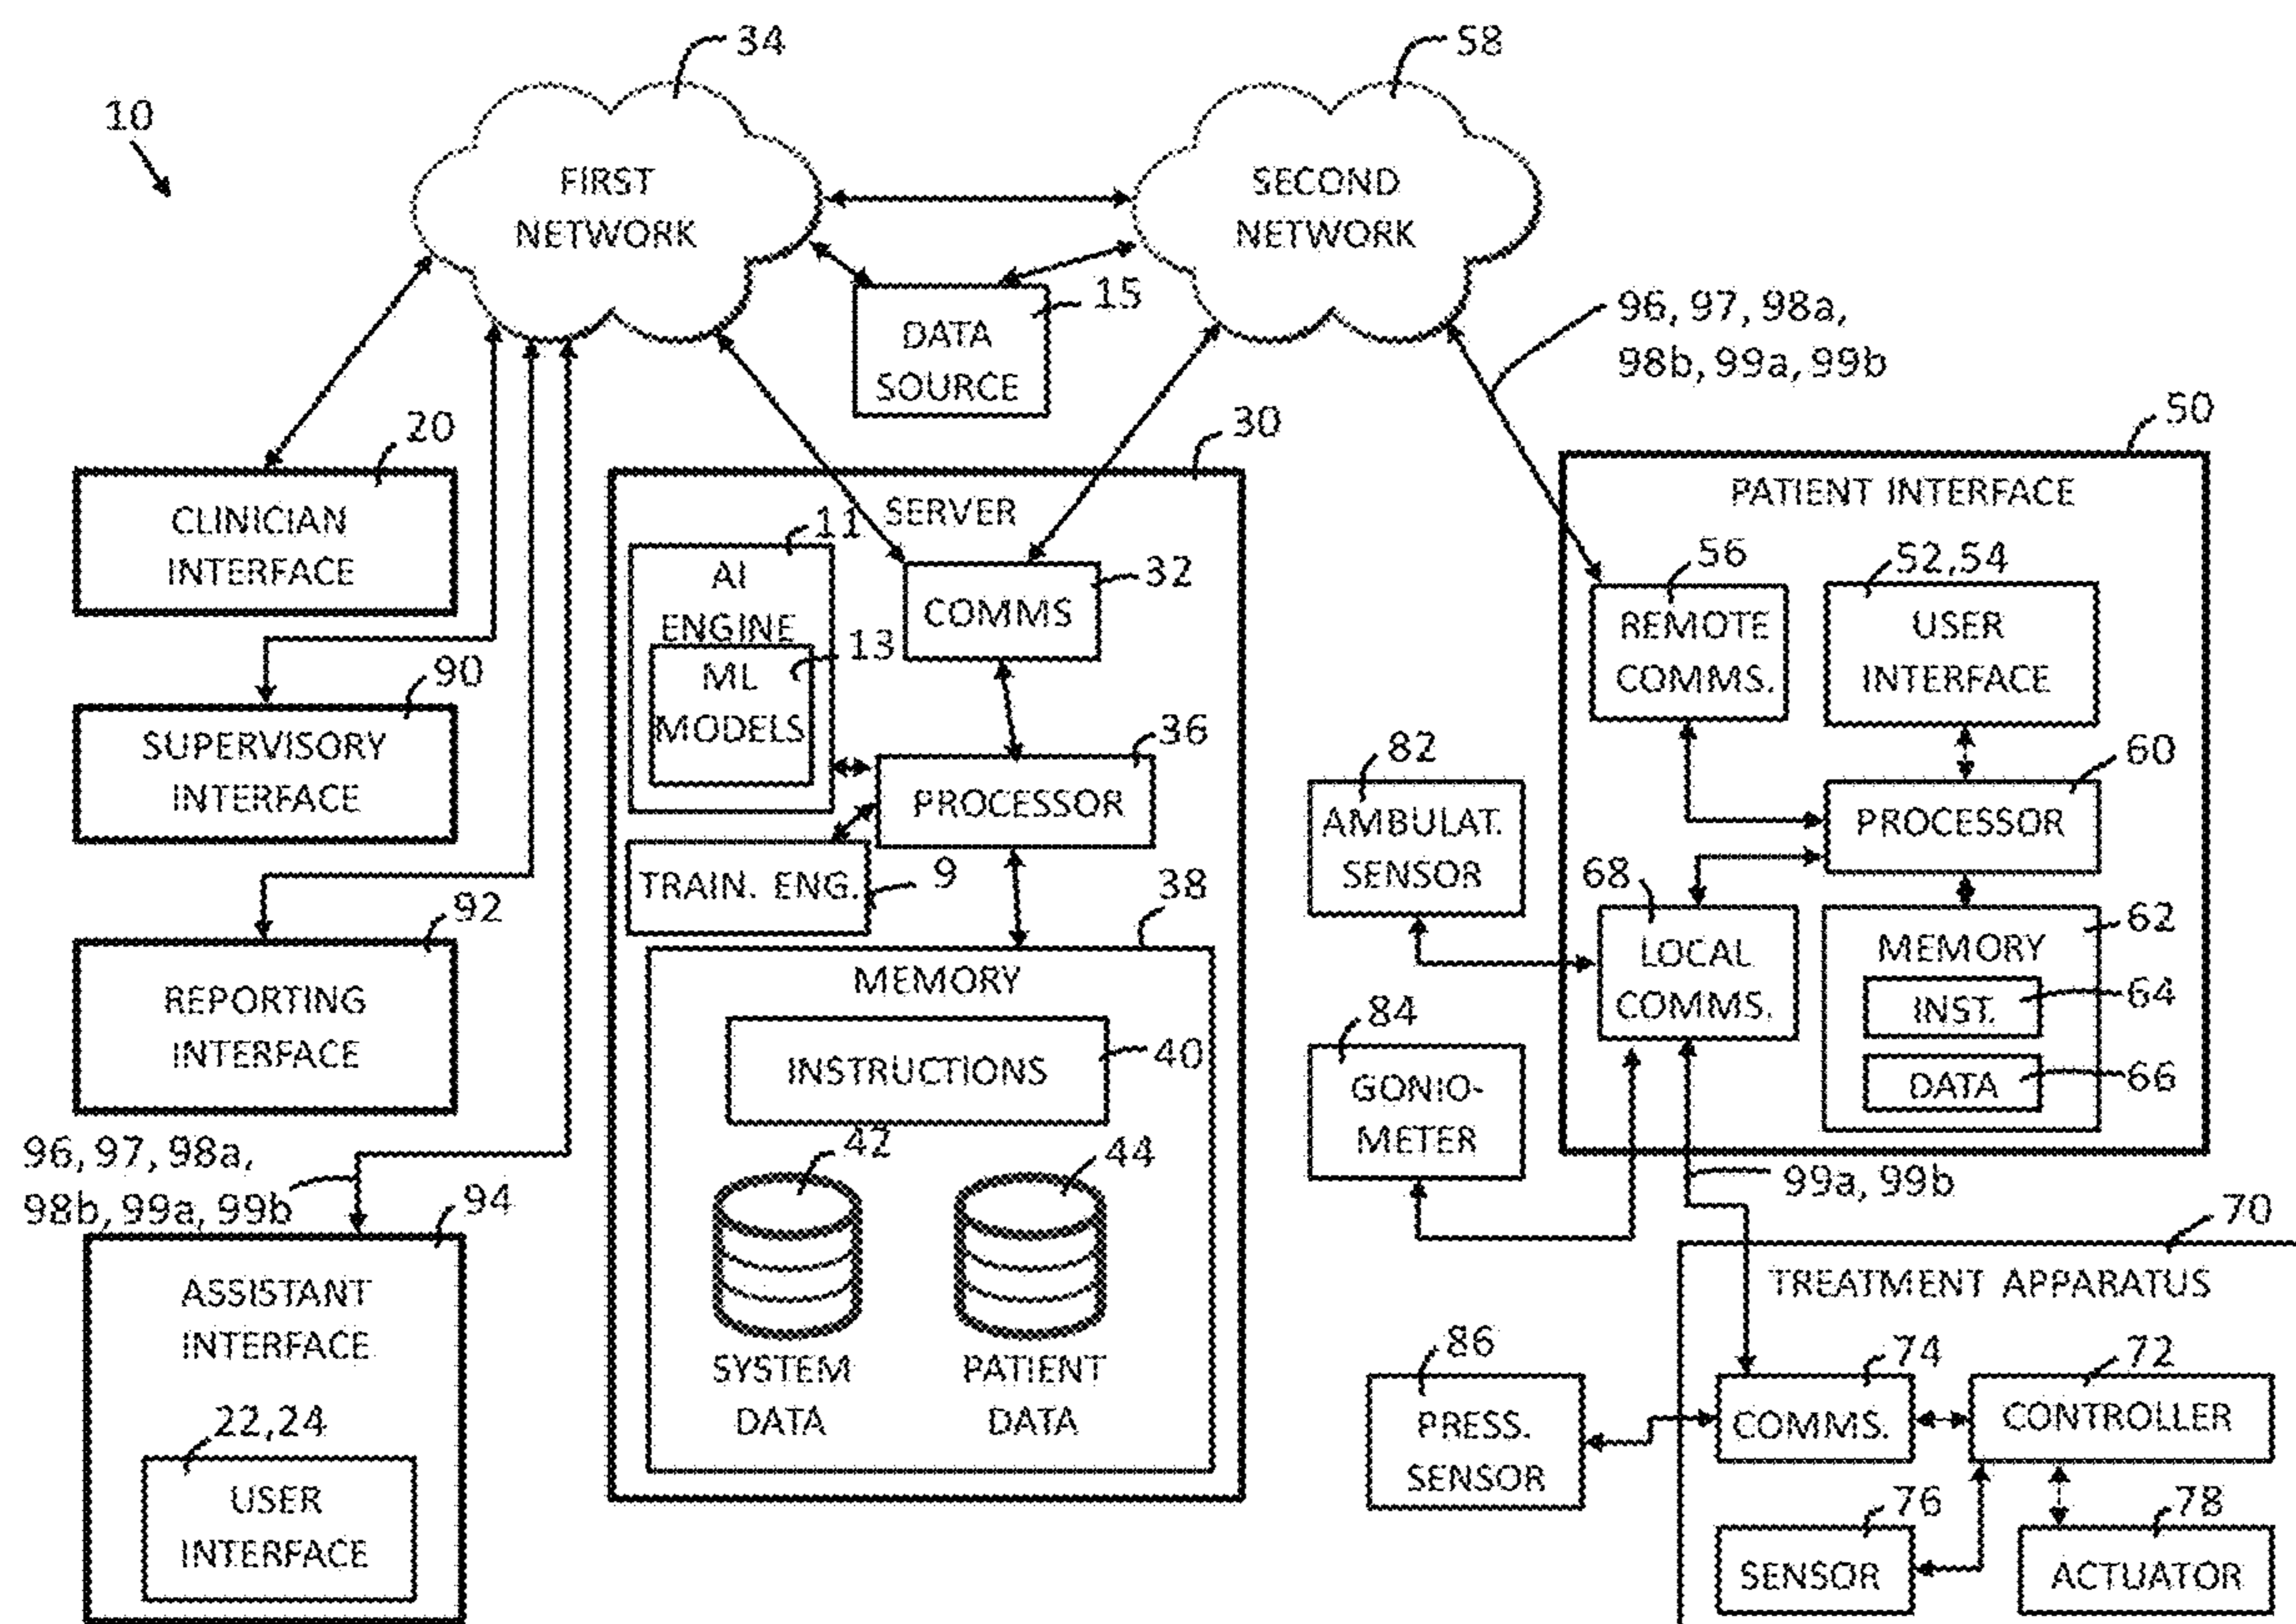 34
58
10
FIRST
NETWORK
SECOND
NETWORK
15
DATA
SOURCE
96, 97, 98a,
98b, 99a, 99b
20
CLINICIAN
INTERFACE
90
SUPERVISORY
INTERFACE
92
REPORTING
INTERFACE
96, 97, 98a,
98b, 99a, 99b
94
ASSISTANT
INTERFACE
22,24
USER
INTERFACE
30
SERVER
11
AI
ENGINE
13
ML
MODELS
32
COMMS
36
PROCESSOR
TRAIN. ENG.
9
38
MEMORY
INSTRUCTIONS
40
42
44
SYSTEM
DATA
PATIENT
DATA
50
PATIENT INTERFACE
56
REMOTE
COMMS.
52,54
USER
INTERFACE
60
PROCESSOR
82
AMBULAT.
SENSOR
68
LOCAL
COMMS.
62
MEMORY
INST.
64
DATA
66
84
GONIO-
METER
99a, 99b
70
TREATMENT APPARATUS
86
PRESS.
SENSOR
74
COMMS.
72
CONTROLLER
76
SENSOR
78
ACTUATOR